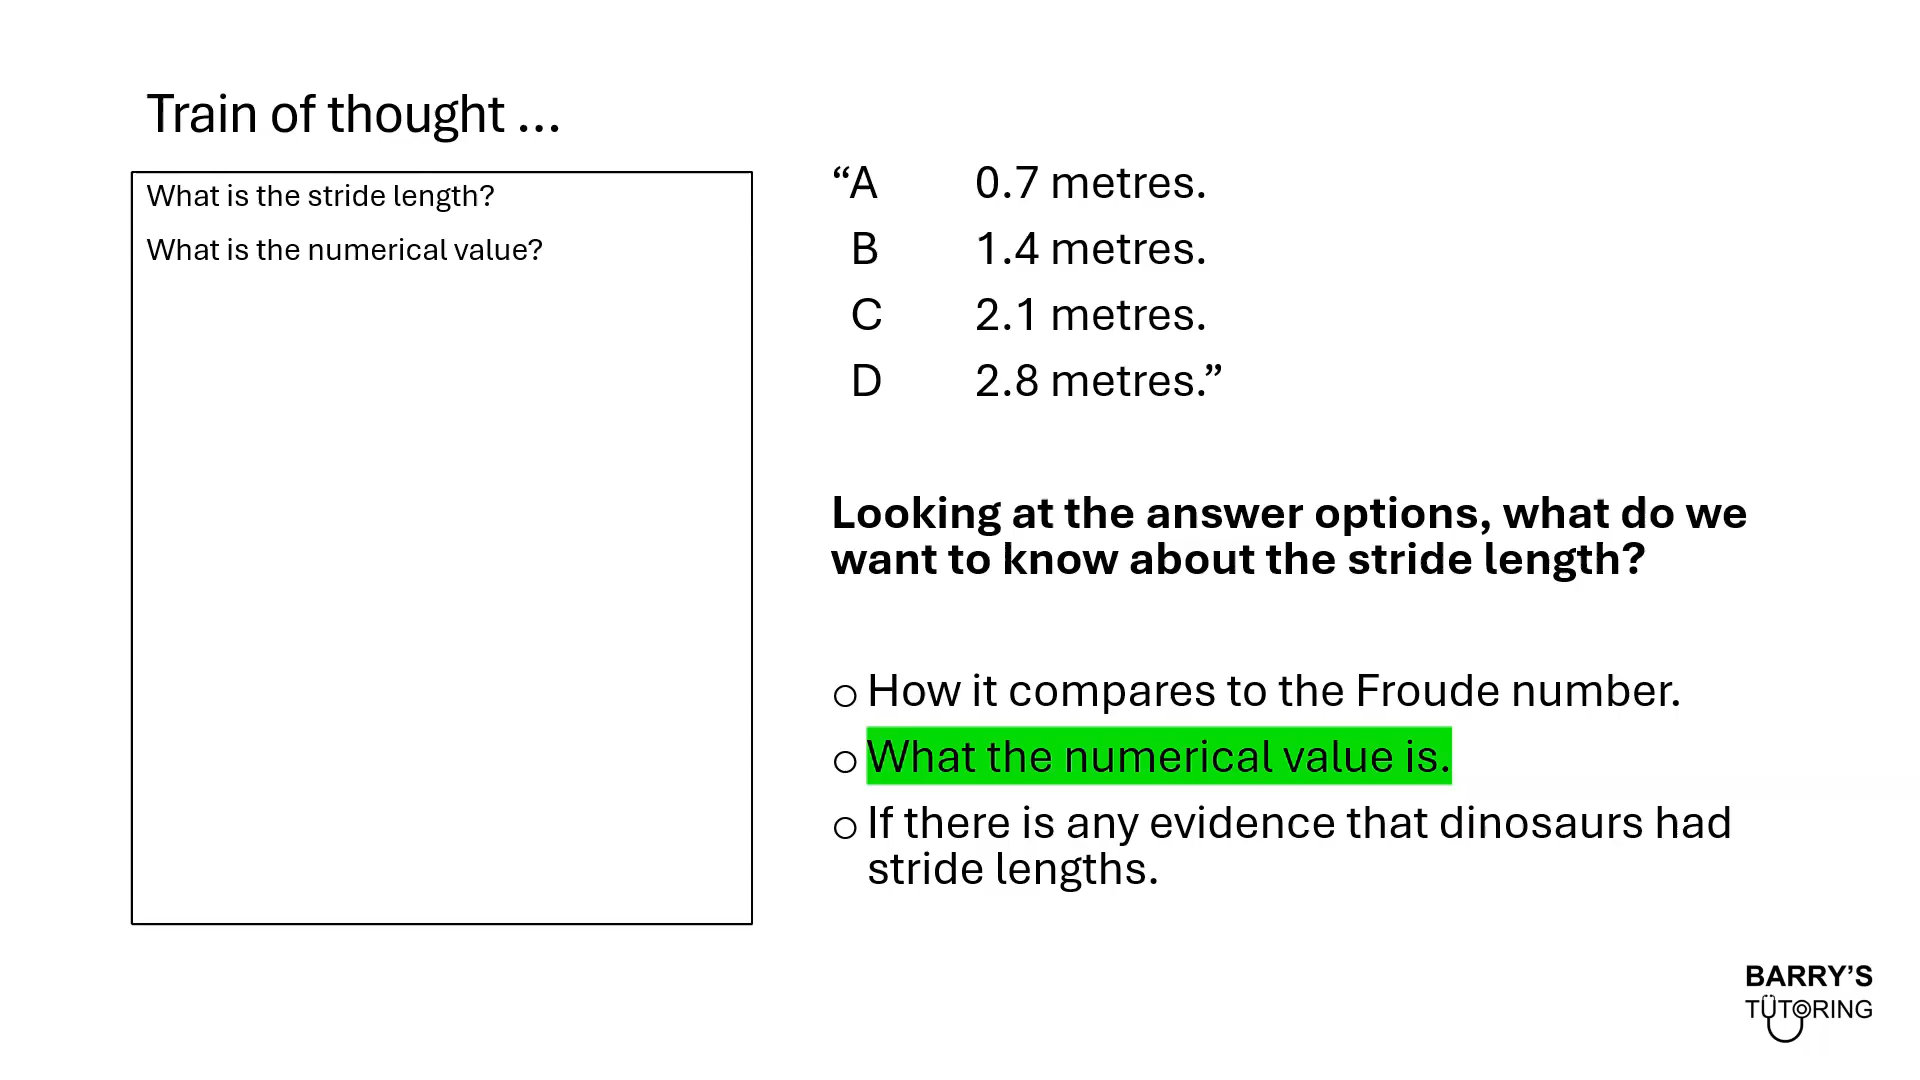 Train of thought ...
What is the stride length?
What is the numerical value?
“A 0.7 metres.
B 1.4 metres.
C 2.1 metres.
D 2.8 metres.”
Looking at the answer options, what do we
want to know about the stride length?
○ How it compares to the Froude number.
○ What the numerical value is.
○ If there is any evidence that dinosaurs had
stride lengths.
BARRY’S
TÜTORING